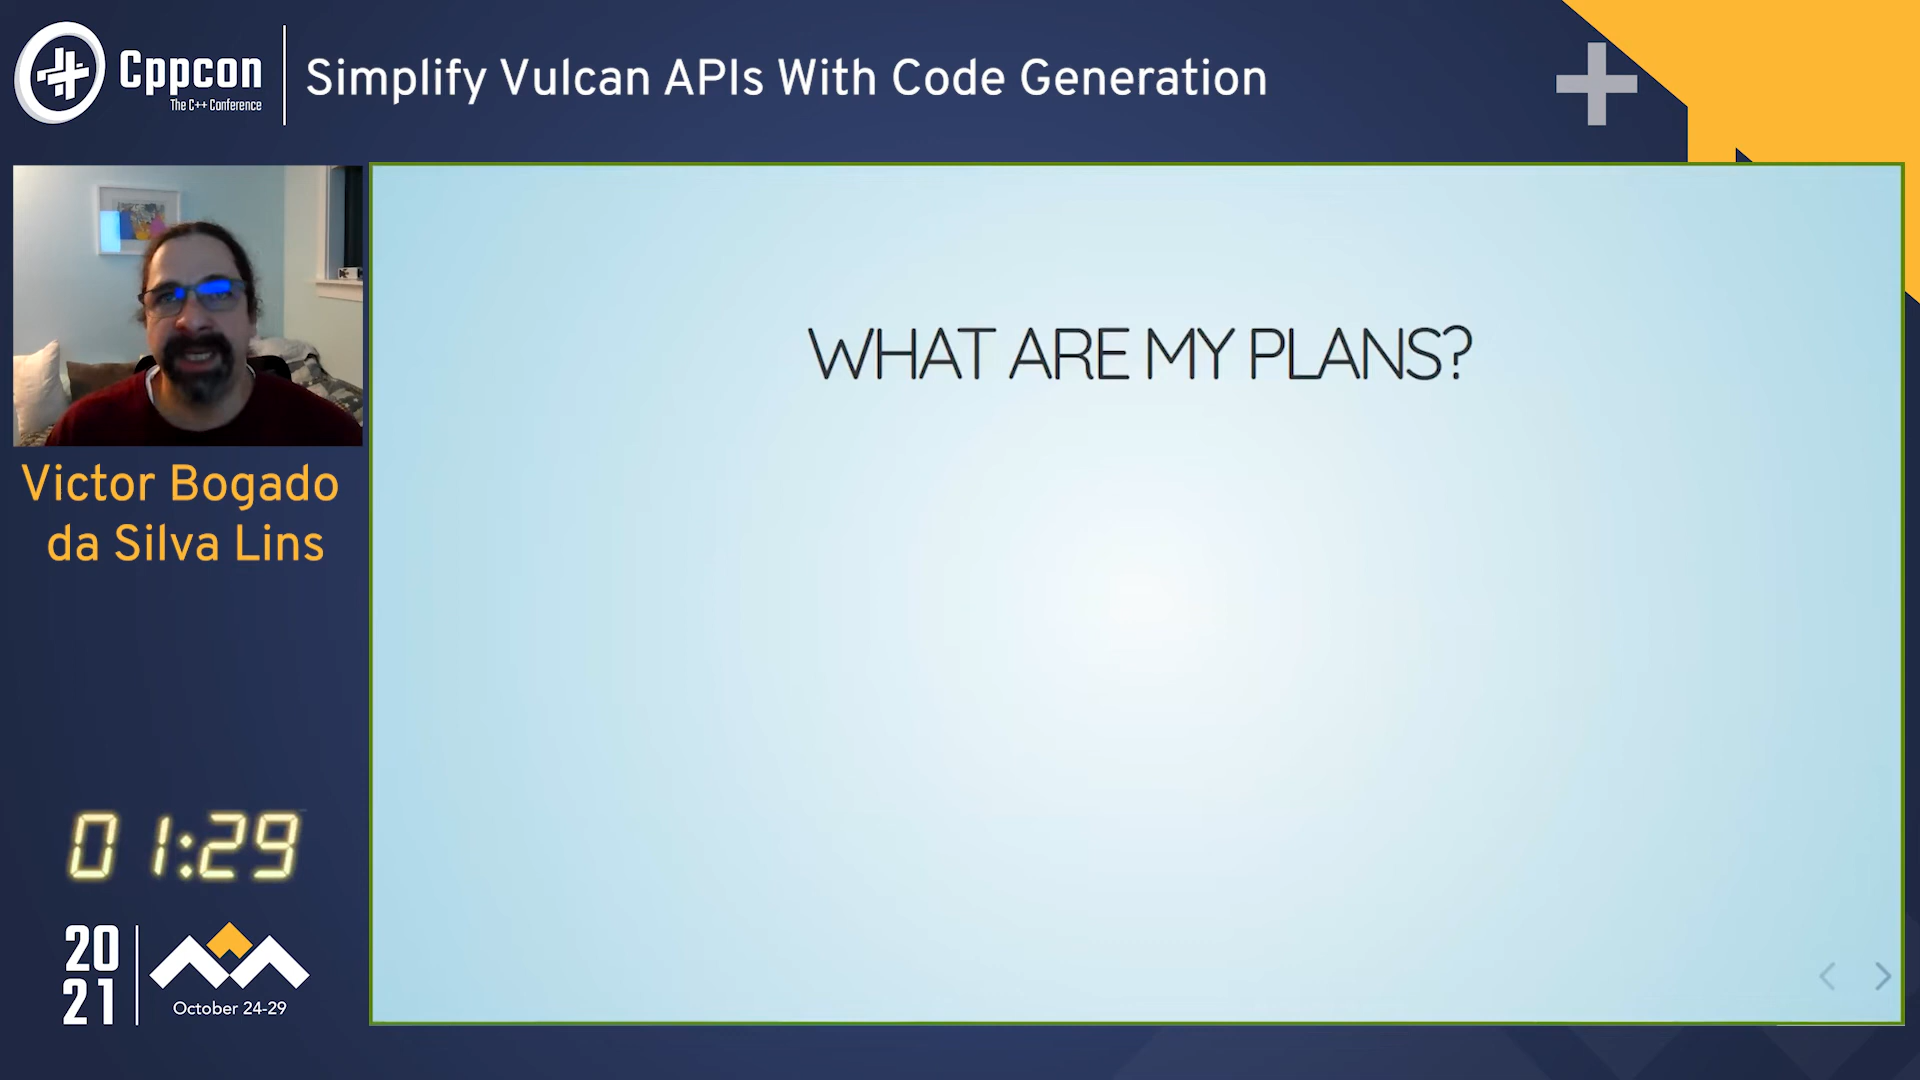 Cppcon
The C++ Conference
Simplify Vulcan APIs With Code Generation
WHAT ARE MY PLANS?
Victor Bogado
da Silva Lins
01:29
20
21
October 24-29